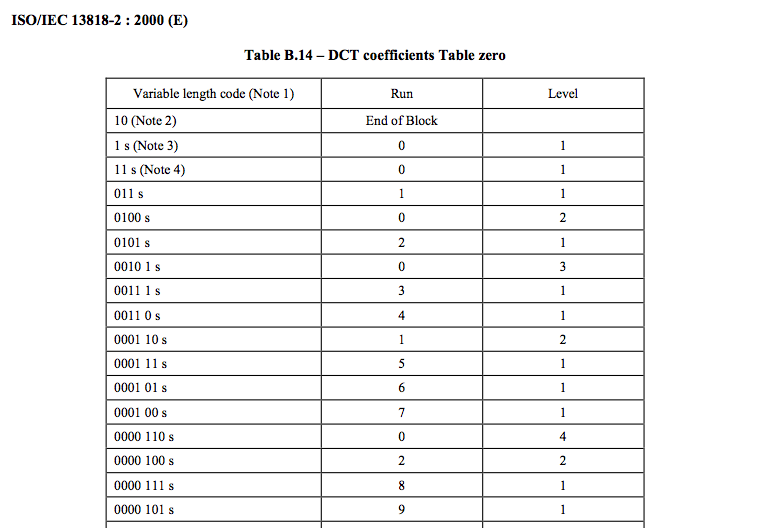 ISO/IEC 13818-2 : 2000 (E)
Table B.14 – DCT coefficients Table zero
Variable length code (Note 1) Run Level
10 (Note 2) End of Block
1 s (Note 3) 0 1
11 s (Note 4) 0 1
011 s 1 1
0100 s 0 2
0101 s 2 1
0010 1 s 0 3
0011 1 s 3 1
0011 0 s 4 1
0001 10 s 1 2
0001 11 s 5 1
0001 01 s 6 1
0001 00 s 7 1
0000 110 s 0 4
0000 100 s 2 2
0000 111 s 8 1
0000 101 s 9 1